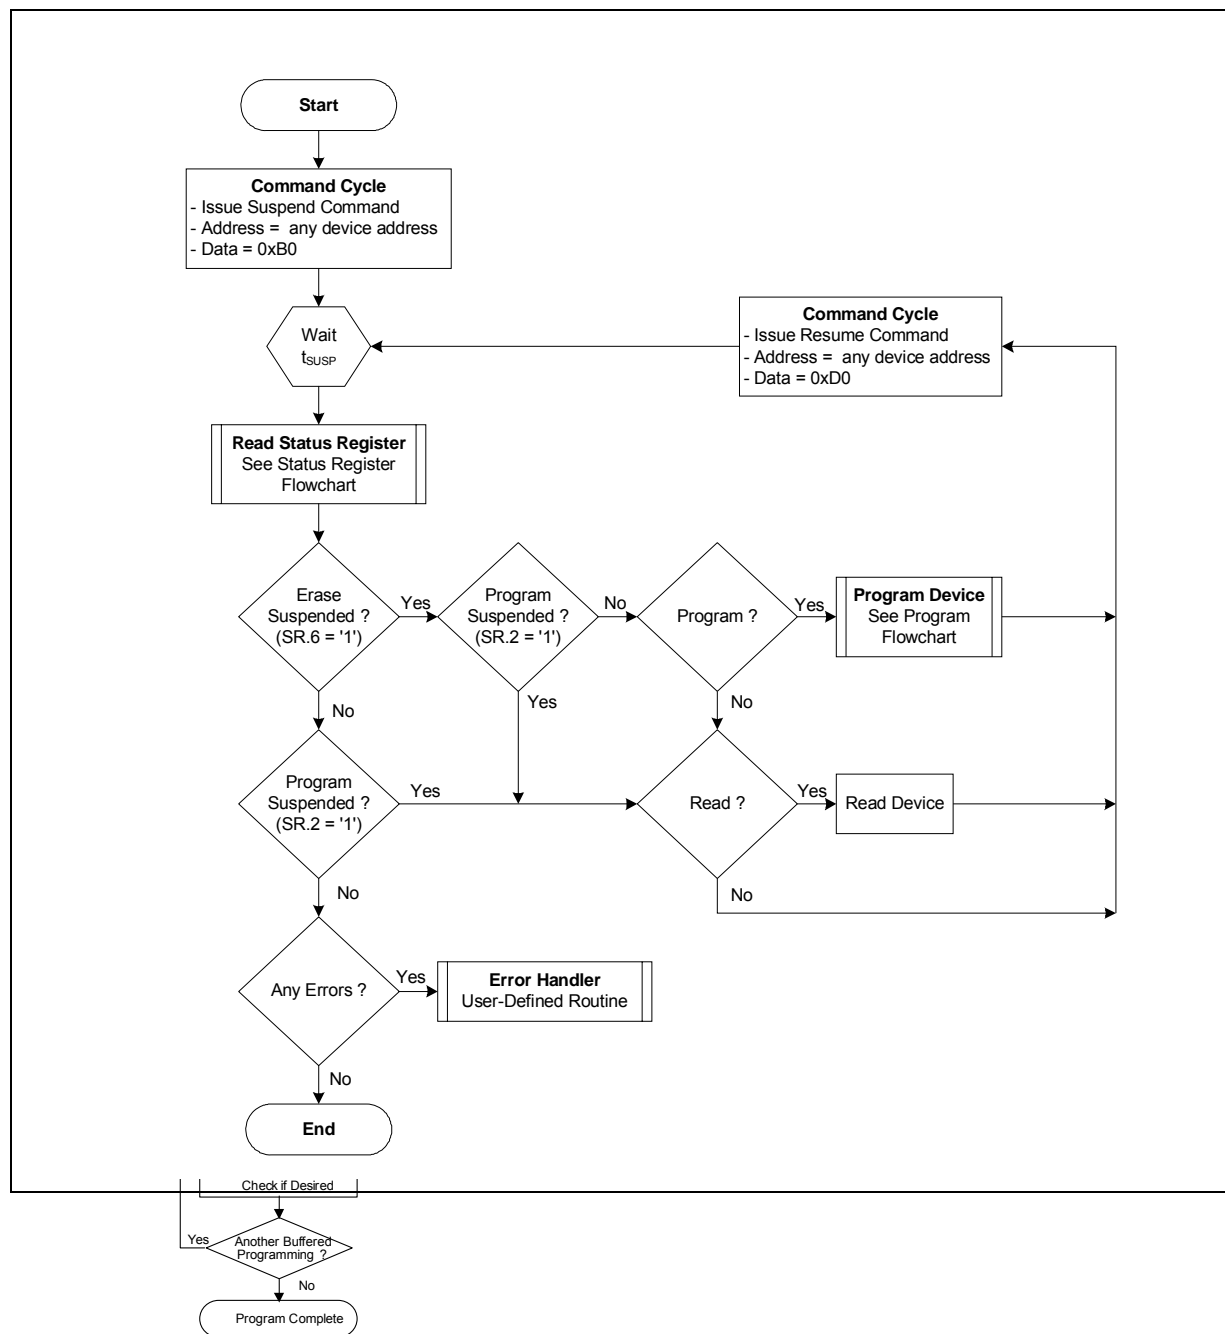 Start
Command Cycle
- Issue Suspend Command
- Address = any device address
- Data = 0xB0
Wait
tSUSP
Command Cycle
- Issue Resume Command
- Address = any device address
- Data = 0xD0
Read Status Register
See Status Register
Flowchart
Erase
Suspended ?
(SR.6 = '1')
Yes
Program
Suspended ?
(SR.2 = '1')
No
Program ?
Yes
Program Device
See Program
Flowchart
No
Yes
No
Program
Suspended ?
(SR.2 = '1')
Yes
Read ?
Yes
Read Device
No
No
Any Errors ?
Yes
Error Handler
User-Defined Routine
No
End
Check if Desired
Yes
Another Buffered
Programming ?
No
Program Complete